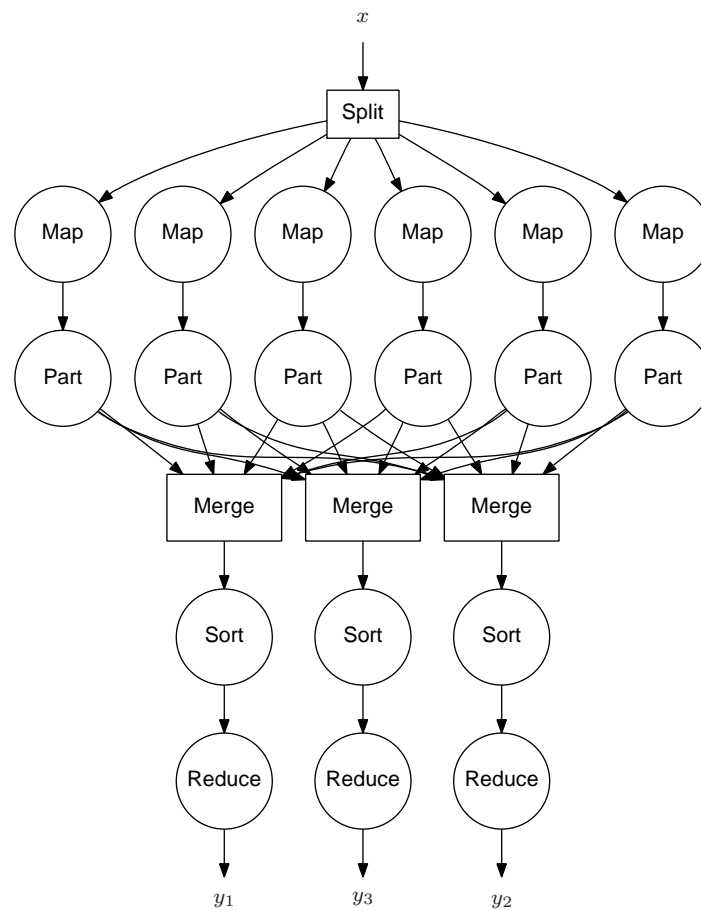 x
Split
Map Map Map Map Map Map
Part Part Part Part Part Part
Merge Merge Merge
Sort Sort Sort
Reduce Reduce Reduce
y₁ y₃ y₂